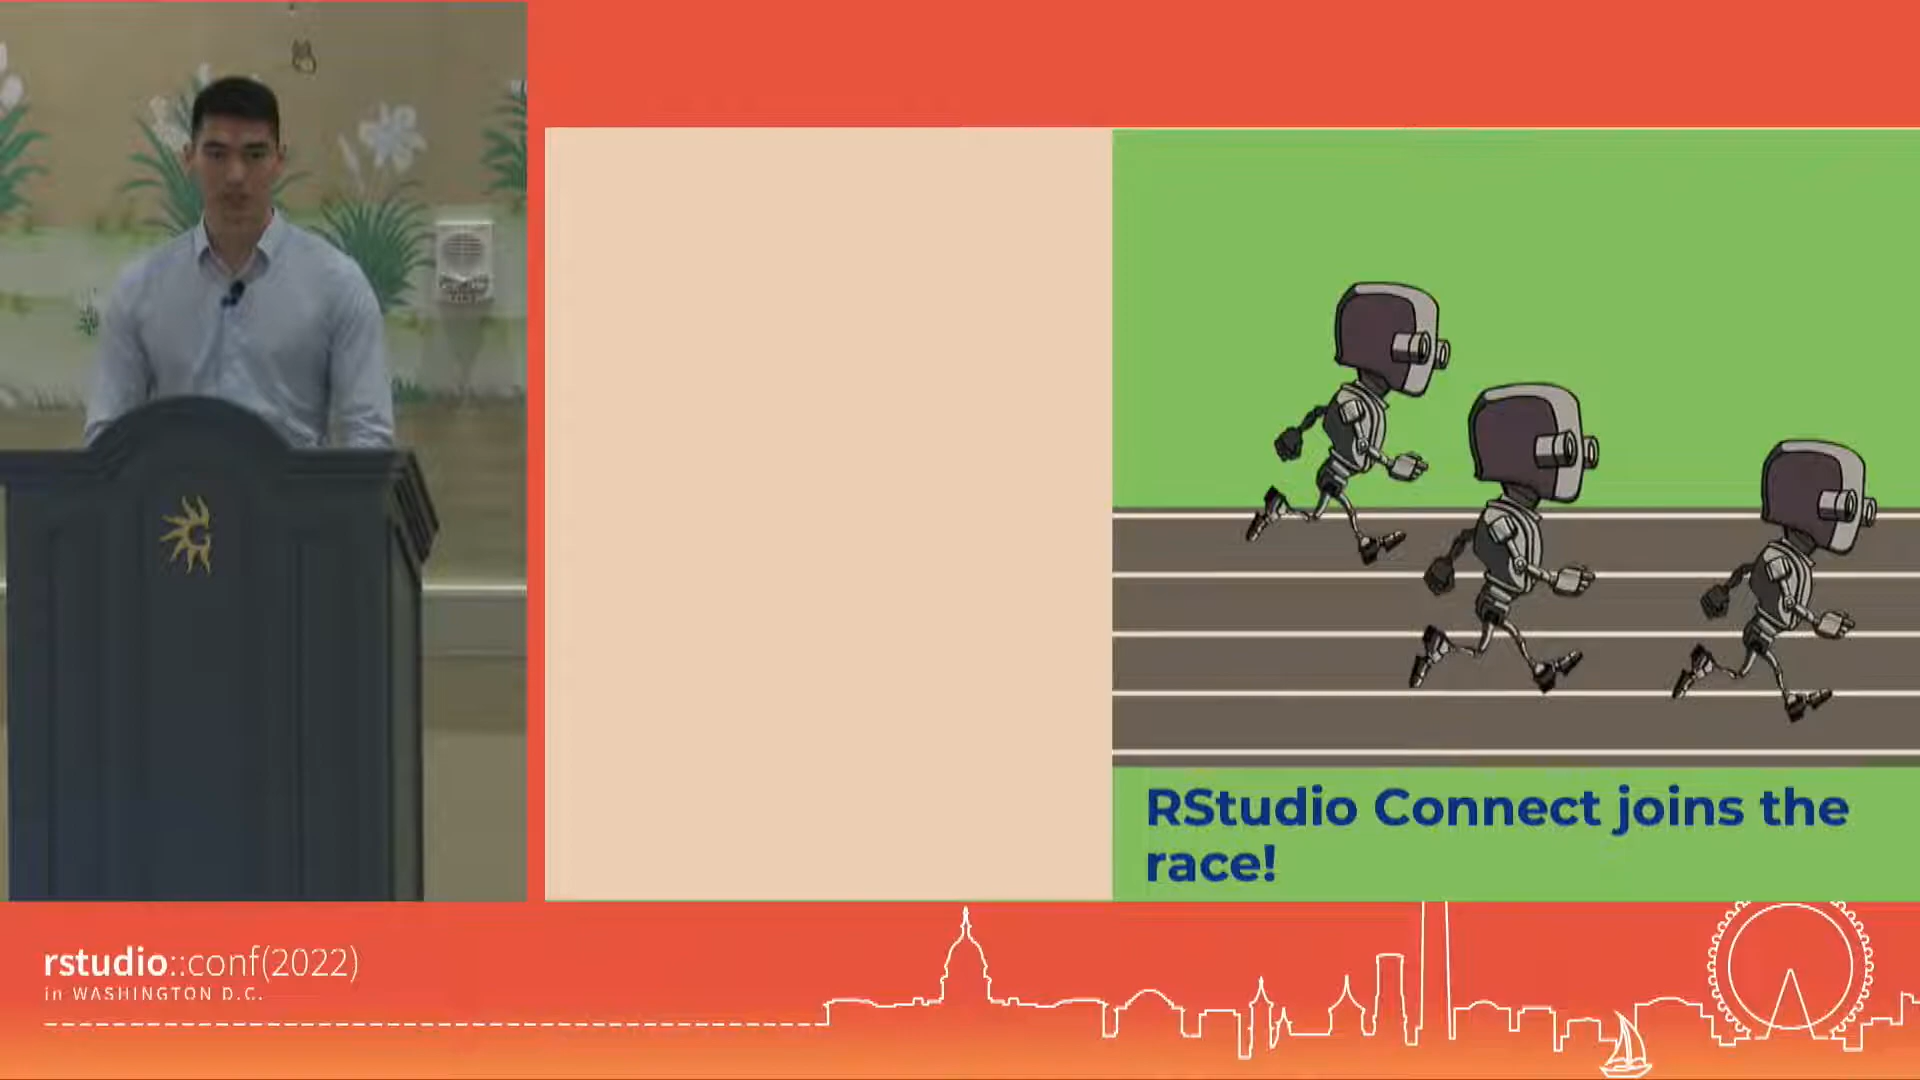 RStudio Connect joins the
race!
rstudio::conf(2022)
in WASHINGTON D.C.